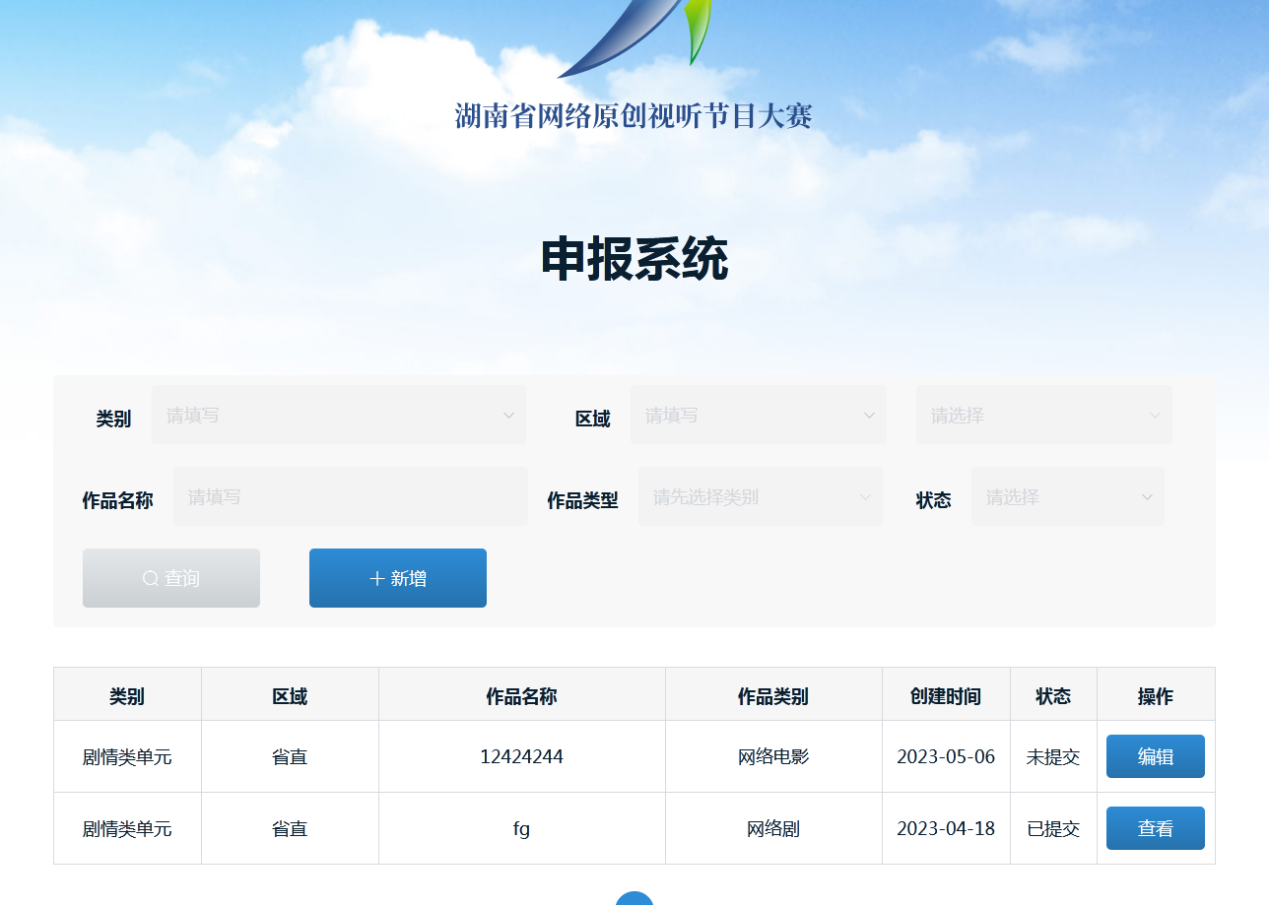 湖南省网络原创视听节目大赛
申报系统
类别 请填写 区域 请填写 请选择
作品名称 请填写 作品类型 请先选择类别 状态 请选择
查询 新增
类别 区域 作品名称 作品类别 创建时间 状态 操作
剧情类单元 省直 12424244 网络电影 2023-05-06 未提交 编辑
剧情类单元 省直 fg 网络剧 2023-04-18 已提交 查看